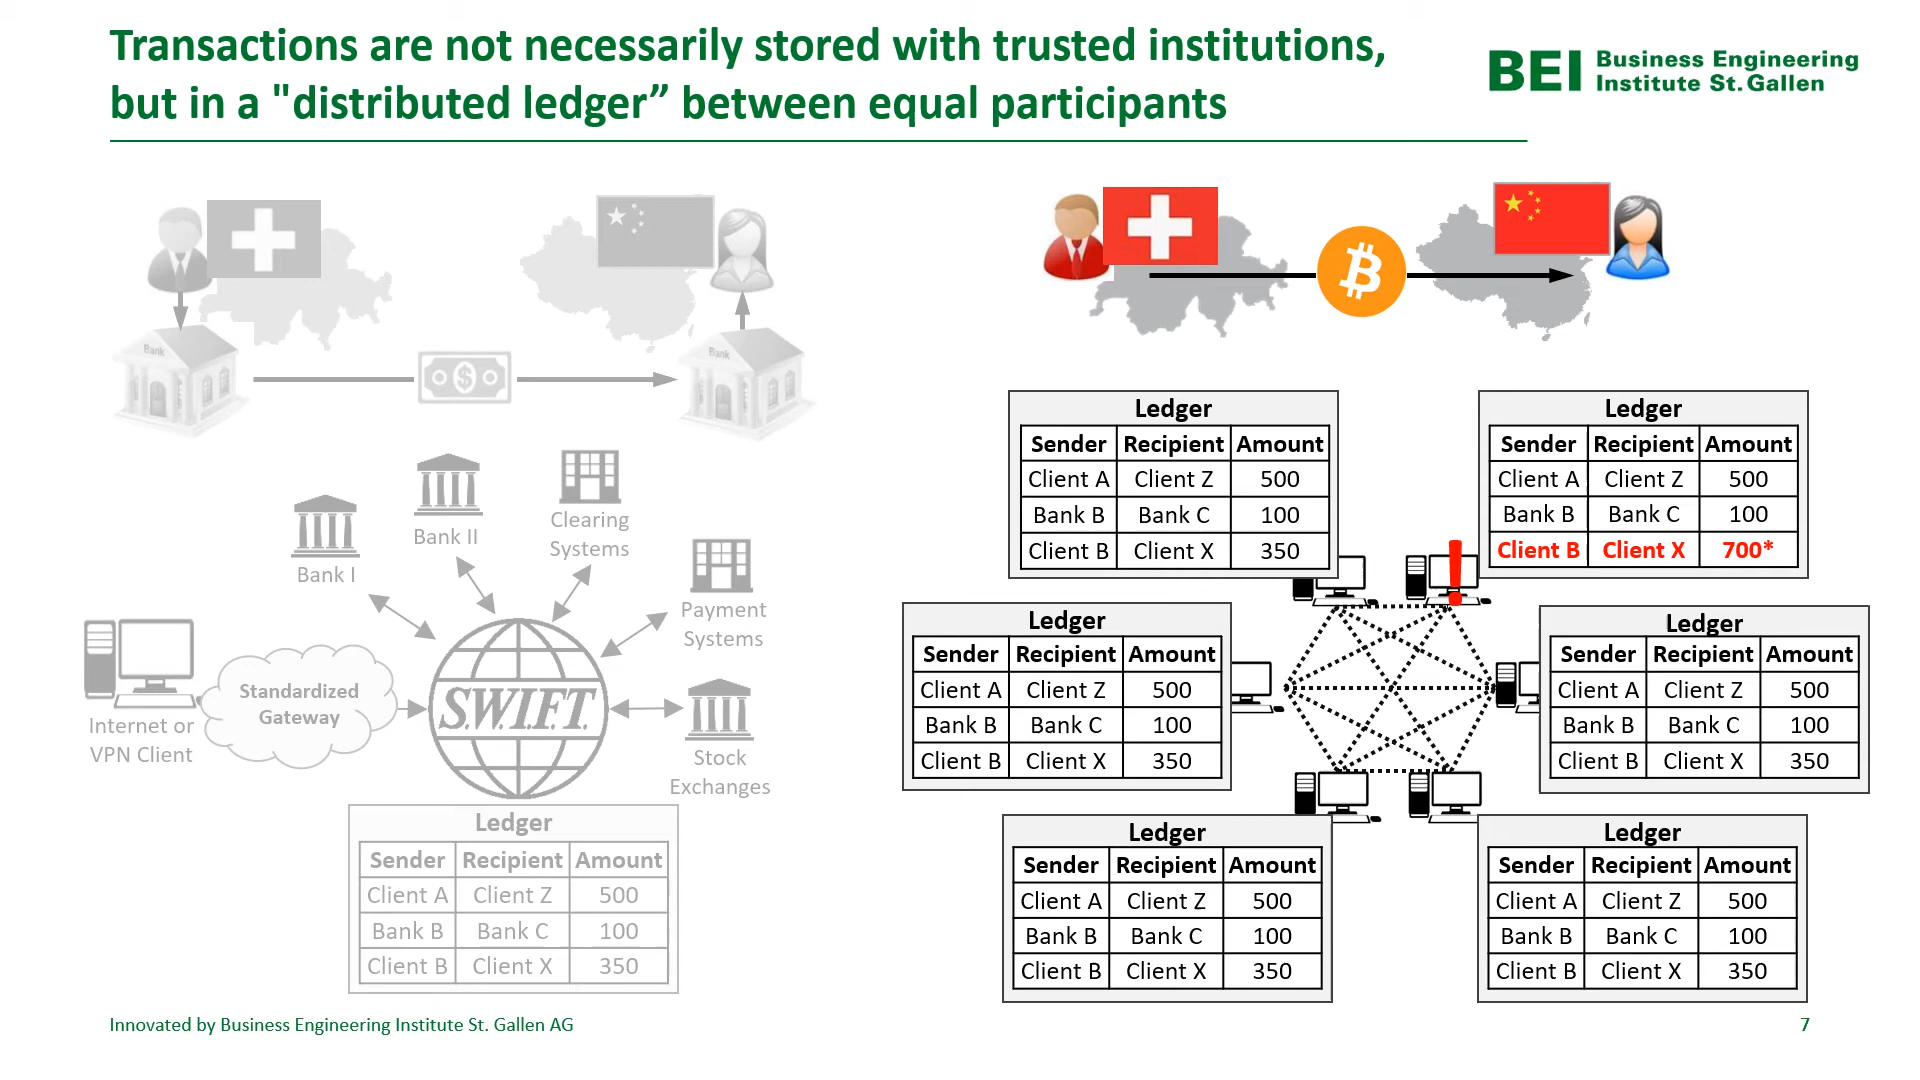 Transactions are not necessarily stored with trusted institutions,
but in a "distributed ledger” between equal participants
BEI Business Engineering
Institute St. Gallen
Bank
Bank
Bank I
Bank II
Clearing
Systems
Payment
Systems
Stock
Exchanges
Internet or
VPN Client
Standardized
Gateway
S.W.I.F.T.
Ledger
Sender Recipient Amount
Client A Client Z 500
Bank B Bank C 100
Client B Client X 350
Ledger
Sender Recipient Amount
Client A Client Z 500
Bank B Bank C 100
Client B Client X 350
Ledger
Sender Recipient Amount
Client A Client Z 500
Bank B Bank C 100
Client B Client X 700*
!
Ledger
Sender Recipient Amount
Client A Client Z 500
Bank B Bank C 100
Client B Client X 350
Ledger
Sender Recipient Amount
Client A Client Z 500
Bank B Bank C 100
Client B Client X 350
Ledger
Sender Recipient Amount
Client A Client Z 500
Bank B Bank C 100
Client B Client X 350
Ledger
Sender Recipient Amount
Client A Client Z 500
Bank B Bank C 100
Client B Client X 350
Innovated by Business Engineering Institute St. Gallen AG
7